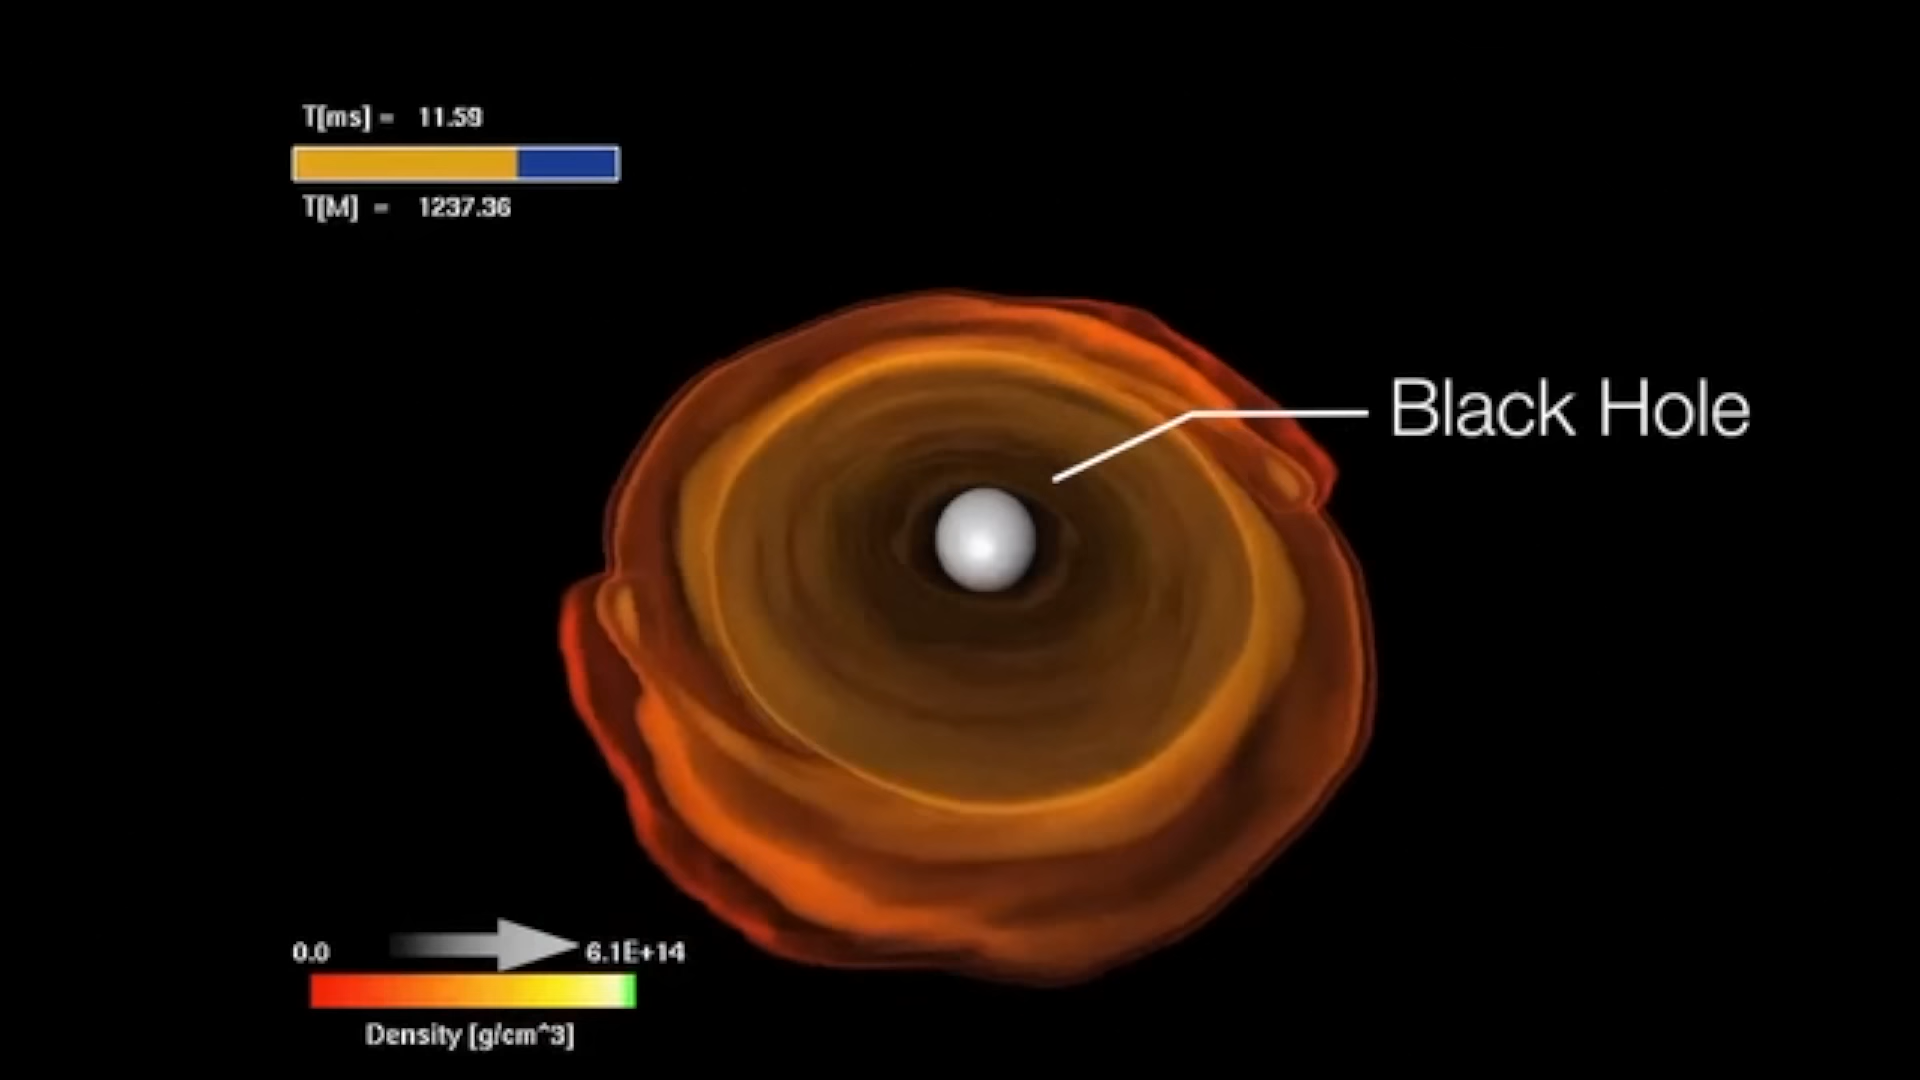 T[ms] = 11.59
T[M] = 1237.36
Black Hole
0.0 6.1E+14
Density [g/cm^3]